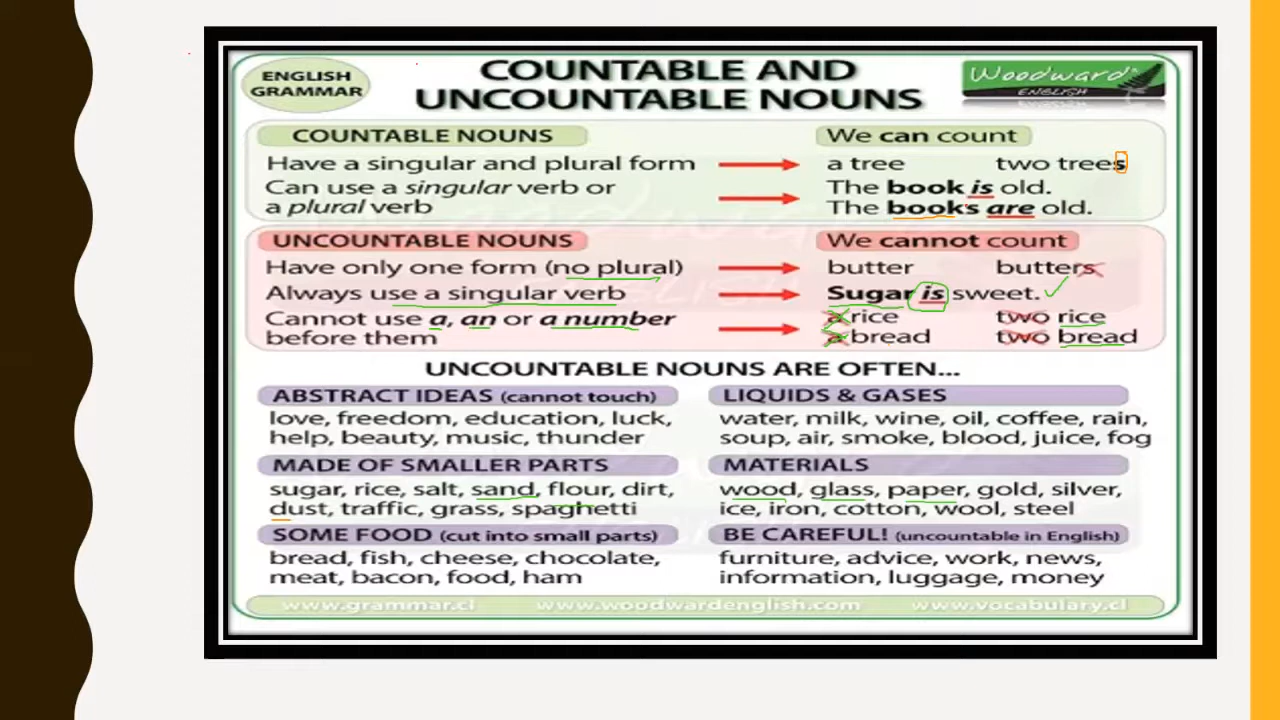 ENGLISH
GRAMMAR
COUNTABLE AND
UNCOUNTABLE NOUNS
Woodward
ENGLISH
COUNTABLE NOUNS
We can count
Have a singular and plural form
a tree two trees
Can use a singular verb or
a plural verb
The book is old.
The books are old.
UNCOUNTABLE NOUNS
We cannot count
Have only one form (no plural)
butter butters
Always use a singular verb
Sugar is sweet.
Cannot use a, an or a number
before them
a rice two rice
a bread two bread
UNCOUNTABLE NOUNS ARE OFTEN...
ABSTRACT IDEAS (cannot touch)
love, freedom, education, luck,
help, beauty, music, thunder
LIQUIDS & GASES
water, milk, wine, oil, coffee, rain,
soup, air, smoke, blood, juice, fog
MADE OF SMALLER PARTS
sugar, rice, salt, sand, flour, dirt,
dust, traffic, grass, spaghetti
MATERIALS
wood, glass, paper, gold, silver,
ice, iron, cotton, wool, steel
SOME FOOD (cut into small parts)
bread, fish, cheese, chocolate,
meat, bacon, food, ham
BE CAREFUL! (uncountable in English)
furniture, advice, work, news,
information, luggage, money
www.grammar.cl www.woodwardenglish.com www.vocabulary.cl